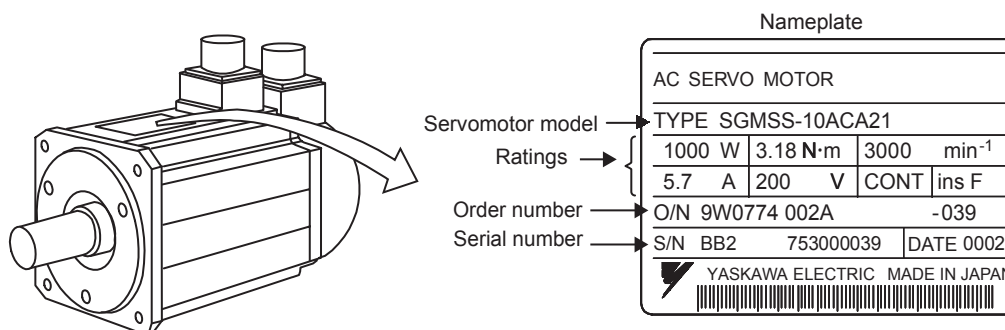 Nameplate
AC SERVO MOTOR
Servomotor model
TYPE SGMSS-10ACA21
Ratings
1000 W 3.18 N·m 3000 min-1
5.7 A 200 V CONT ins F
Order number
O/N 9W0774 002A -039
Serial number
S/N BB2 753000039 DATE 0002
YASKAWA ELECTRIC MADE IN JAPAN